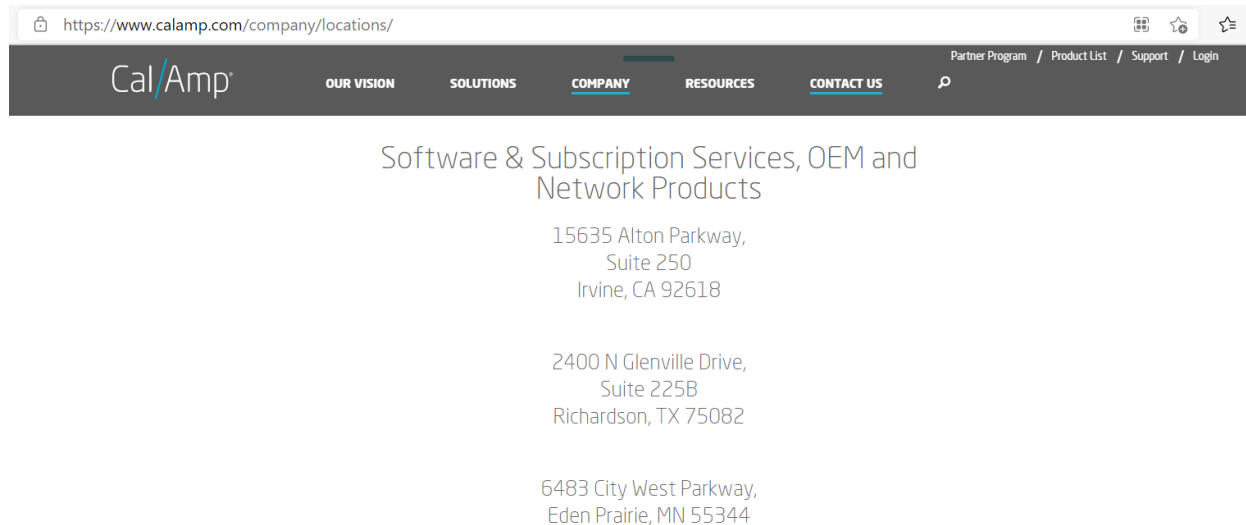 https://www.calamp.com/company/locations/
Partner Program / Product List / Support / Login
Cal/Amp
OUR VISION SOLUTIONS COMPANY RESOURCES CONTACT US
Software & Subscription Services, OEM and
Network Products
15635 Alton Parkway,
Suite 250
Irvine, CA 92618
2400 N Glenville Drive,
Suite 225B
Richardson, TX 75082
6483 City West Parkway,
Eden Prairie, MN 55344